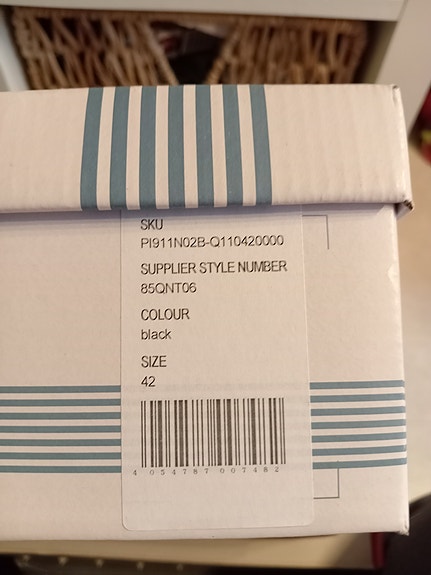 SKU
PI911N02B-Q110420000
SUPPLIER STYLE NUMBER
85QNT06
COLOUR
black
SIZE
42
4 054787 007482